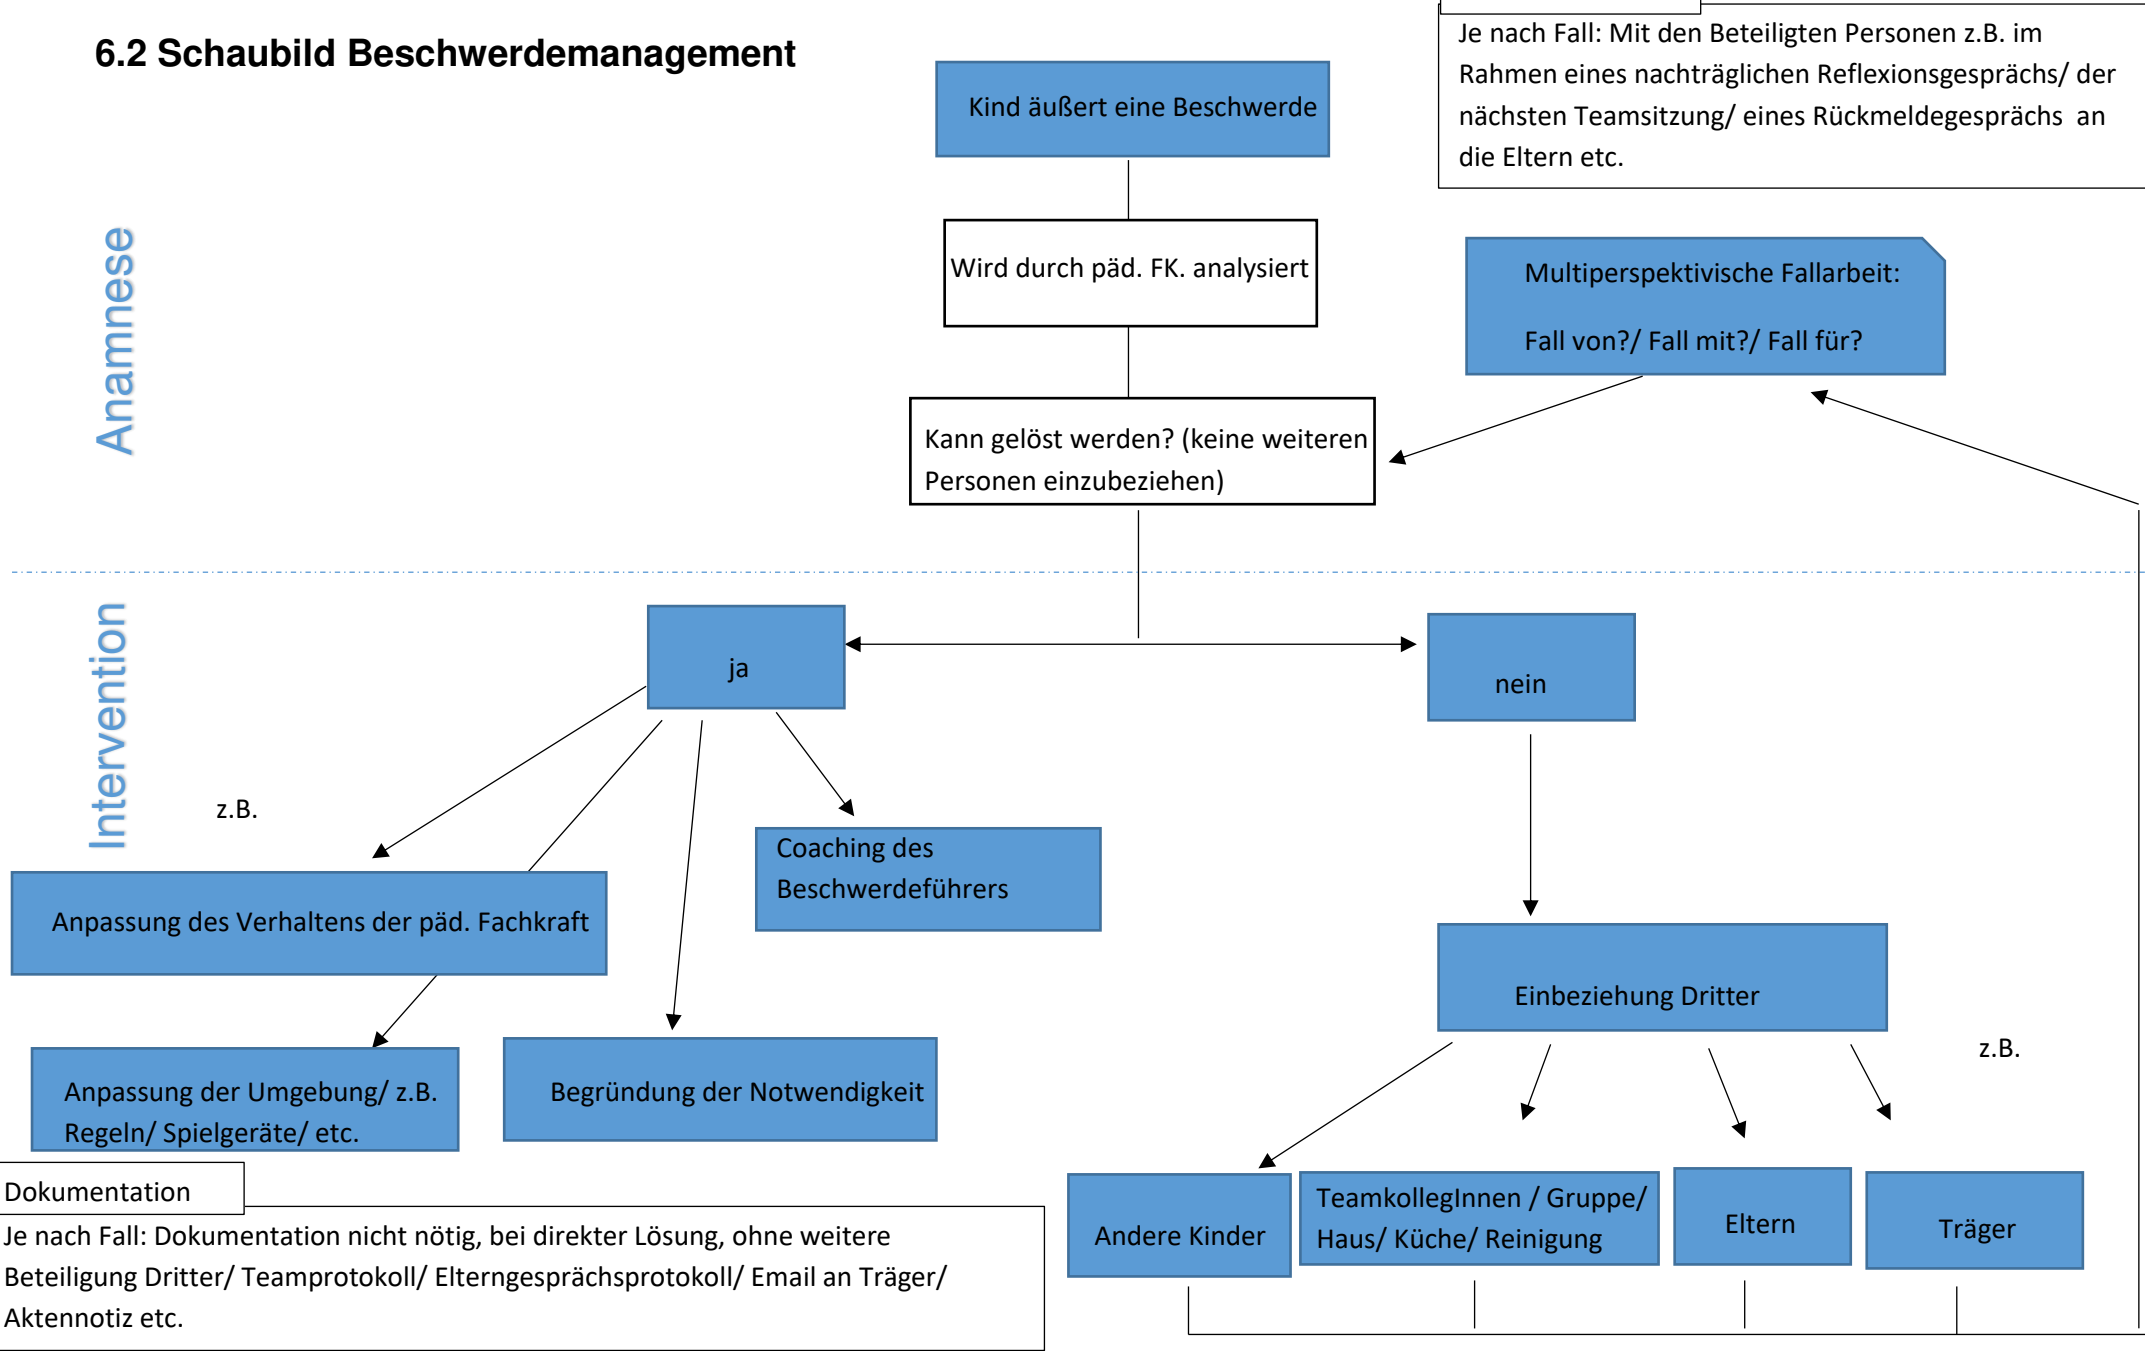 6.2 Schaubild Beschwerdemanagement
Je nach Fall: Mit den Beteiligten Personen z.B. im
Rahmen eines nachträglichen Reflexionsgesprächs/ der
nächsten Teamsitzung/ eines Rückmeldegesprächs an
die Eltern etc.
Kind äußert eine Beschwerde
Anamnese
Wird durch päd. FK. analysiert
Multiperspektivische Fallarbeit:
Fall von?/ Fall mit?/ Fall für?
Kann gelöst werden? (keine weiteren
Personen einzubeziehen)
Intervention
ja
nein
z.B.
Coaching des
Beschwerdeführers
Anpassung des Verhaltens der päd. Fachkraft
Einbeziehung Dritter
z.B.
Anpassung der Umgebung/ z.B.
Regeln/ Spielgeräte/ etc.
Begründung der Notwendigkeit
Dokumentation
Je nach Fall: Dokumentation nicht nötig, bei direkter Lösung, ohne weitere
Beteiligung Dritter/ Teamprotokoll/ Elterngesprächsprotokoll/ Email an Träger/
Aktennotiz etc.
Andere Kinder
TeamkollegInnen / Gruppe/
Haus/ Küche/ Reinigung
Eltern
Träger